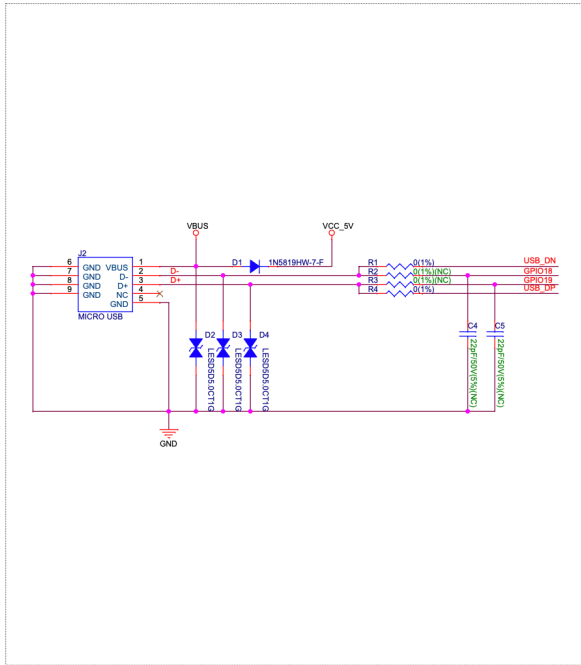 VBUS
VCC_5V
J2
D1
1N5819HW-7-F
6
GND
VBUS
1
7
GND
D-
2
D-
8
GND
D+
3
D+
9
GND
NC
4
GND
5
MICRO USB
R1
0(1%)
USB_DN
R2
0(1%)(NC)
GPIO18
R3
0(1%)(NC)
GPIO19
R4
0(1%)
USB_DP
D2
LESD5D5.0CT1G
D3
LESD5D5.0CT1G
D4
LESD5D5.0CT1G
C4
22pF/50V(5%)(NC)
C5
22pF/50V(5%)(NC)
GND